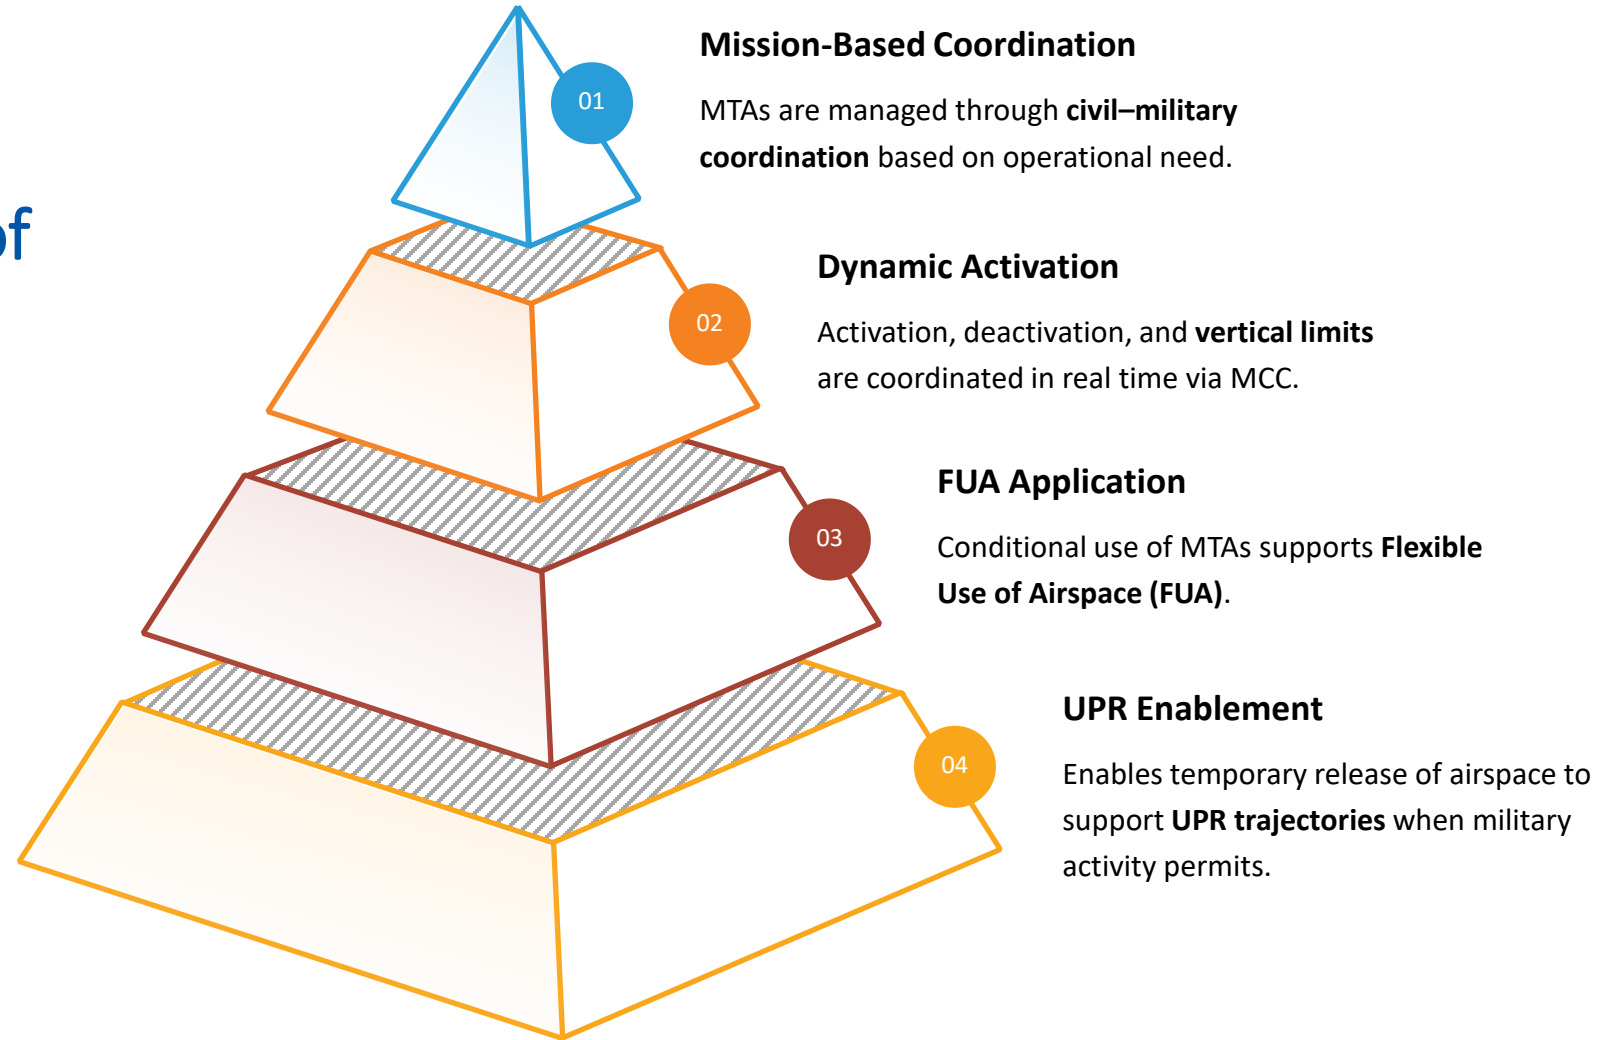 of
01
Mission-Based Coordination
MTAs are managed through civil–military
coordination based on operational need.
02
Dynamic Activation
Activation, deactivation, and vertical limits
are coordinated in real time via MCC.
03
FUA Application
Conditional use of MTAs supports Flexible
Use of Airspace (FUA).
04
UPR Enablement
Enables temporary release of airspace to
support UPR trajectories when military
activity permits.